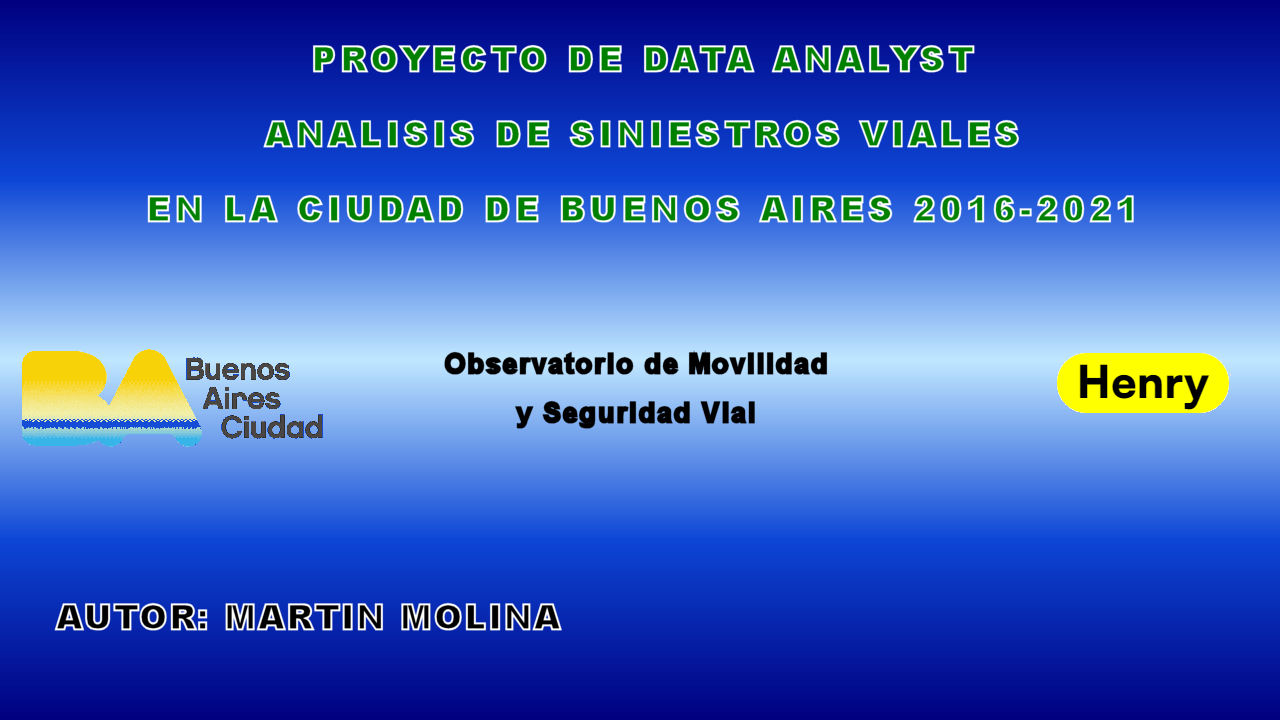 PROYECTO DE DATA ANALYST
ANALISIS DE SINIESTROS VIALES
EN LA CIUDAD DE BUENOS AIRES 2016-2021
BA
Buenos
Aires
Ciudad
Observatorio de Movilidad
y Seguridad Vial
Henry
AUTOR: MARTIN MOLINA